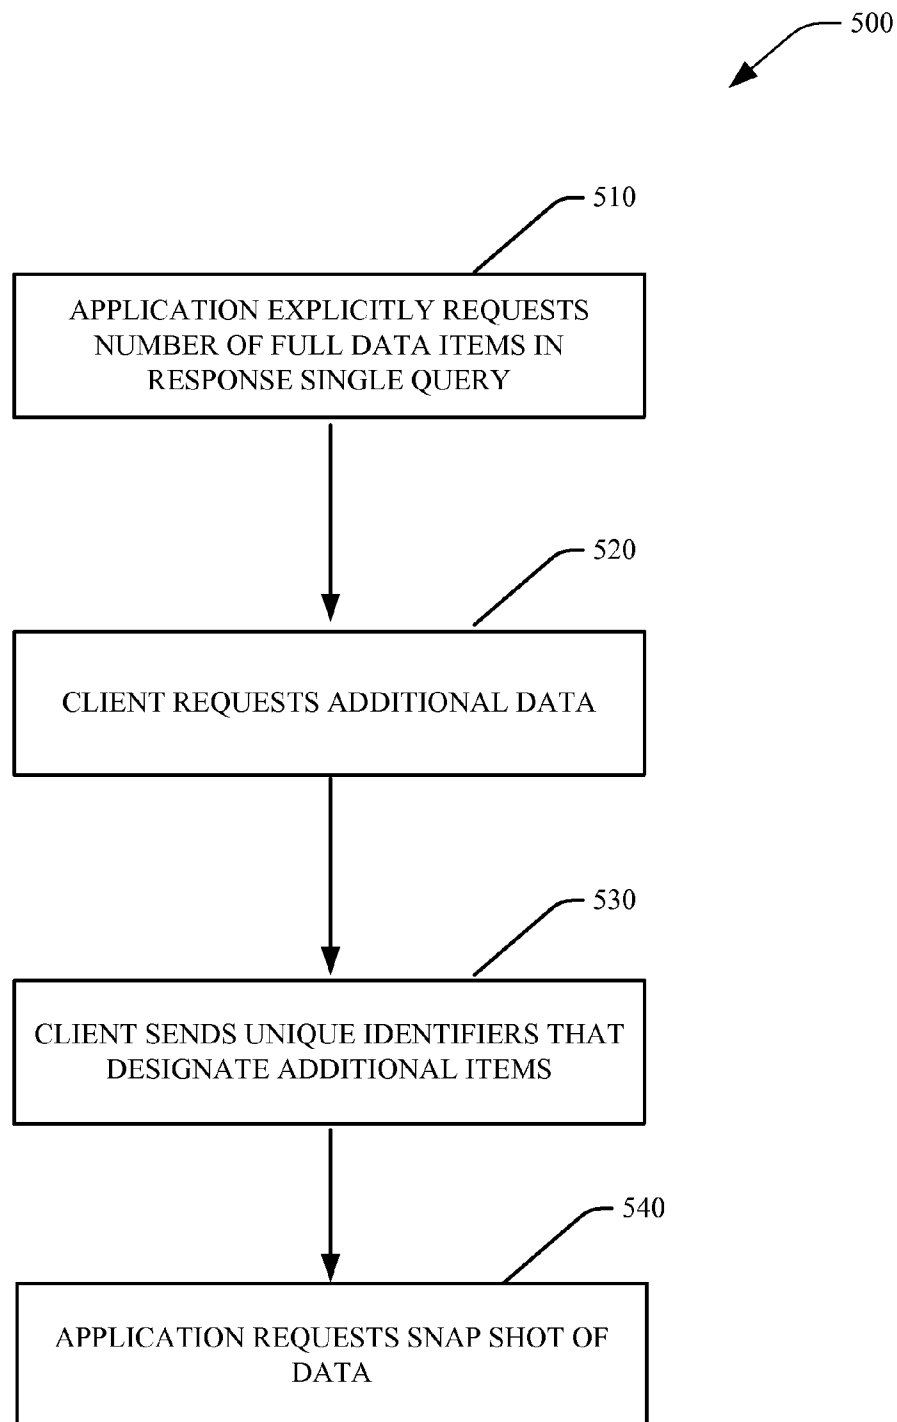 500
510
APPLICATION EXPLICITLY REQUESTS
NUMBER OF FULL DATA ITEMS IN
RESPONSE SINGLE QUERY
520
CLIENT REQUESTS ADDITIONAL DATA
530
CLIENT SENDS UNIQUE IDENTIFIERS THAT
DESIGNATE ADDITIONAL ITEMS
540
APPLICATION REQUESTS SNAP SHOT OF
DATA